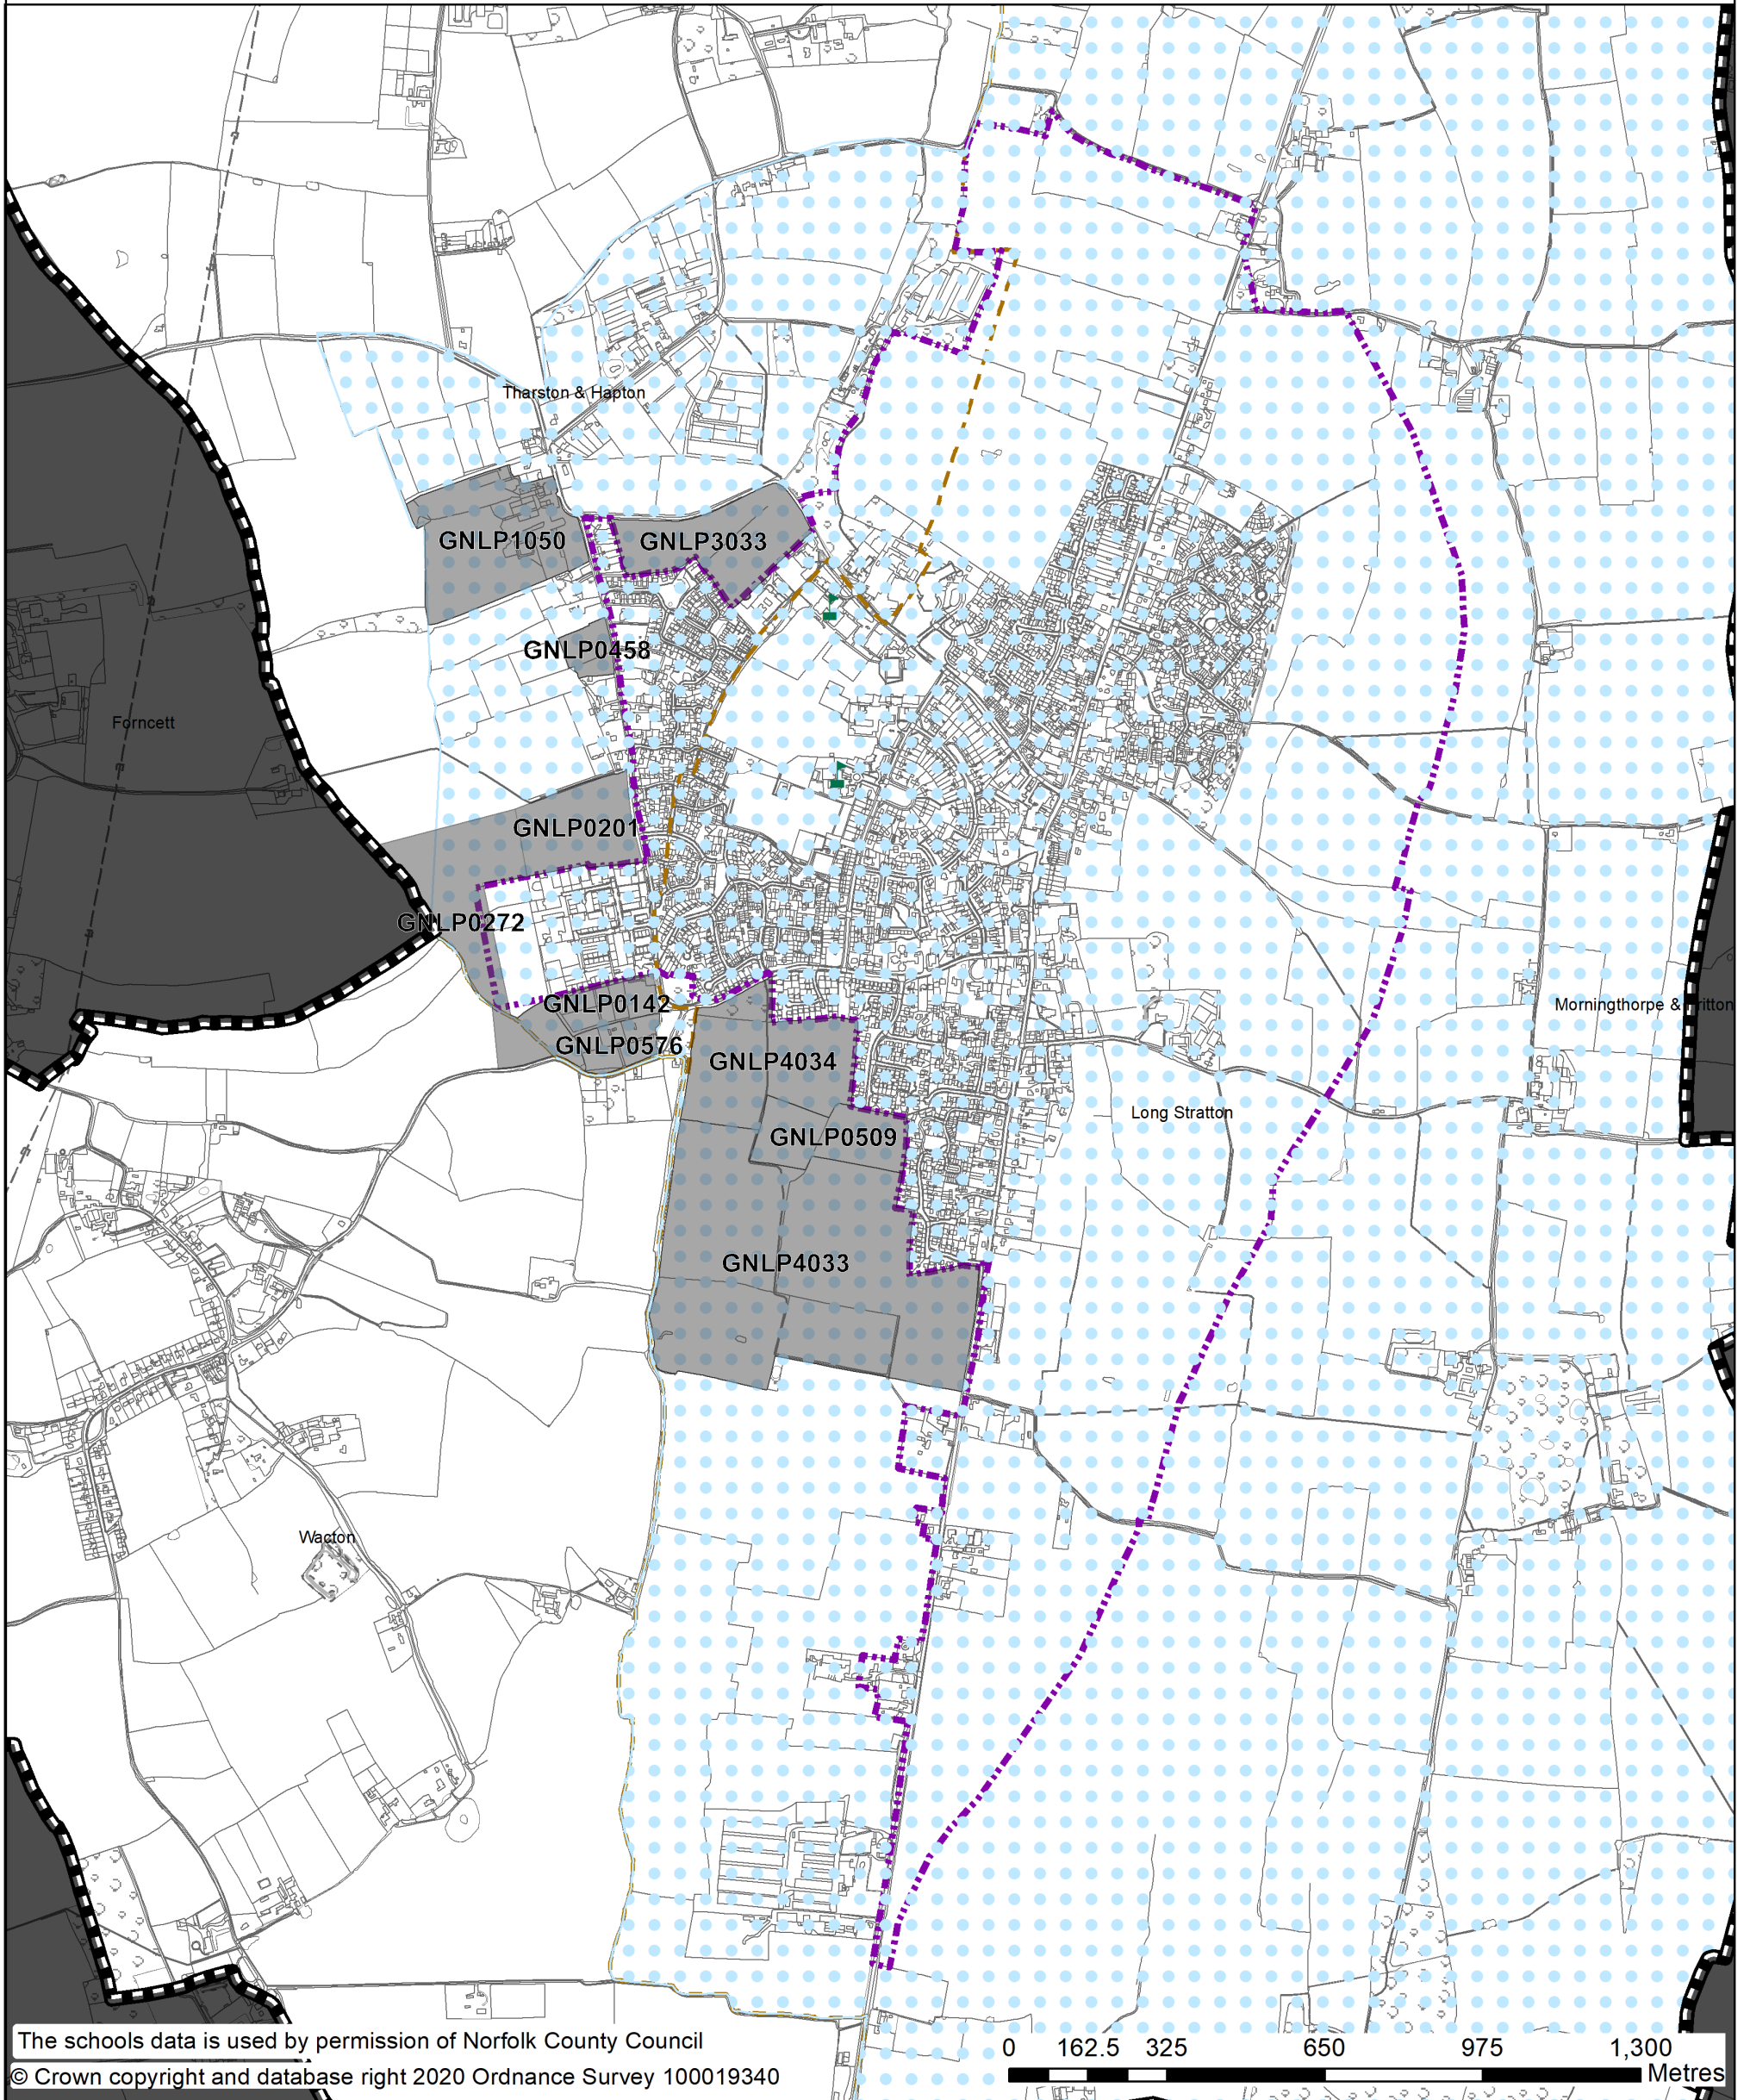 Tharston & Hapton
GNLP1050
GNLP3033
GNLP0458
Forncett
GNLP0201
GNLP0272
GNLP0142
Morningthorpe & Fritton
GNLP0576
GNLP4034
Long Stratton
GNLP0509
GNLP4033
Wacton
The schools data is used by permission of Norfolk County Council
© Crown copyright and database right 2020 Ordnance Survey 100019340
0 162.5 325 650 975 1,300
Metres